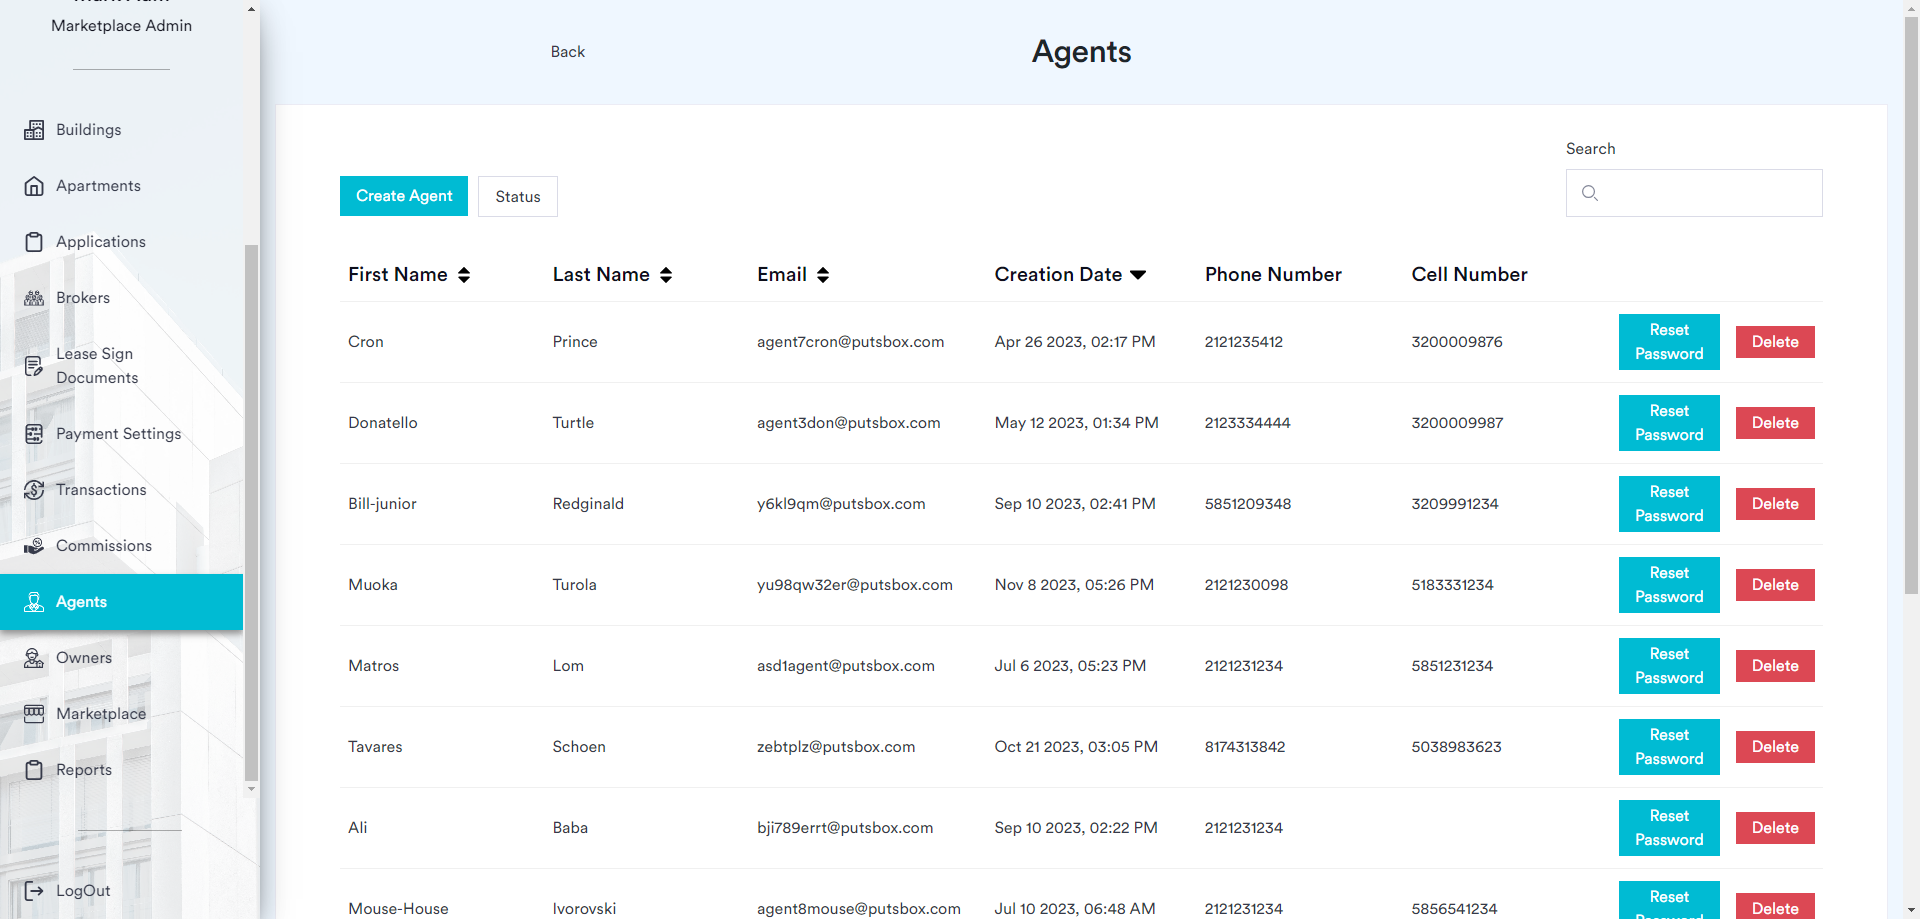 Marketplace Admin
Buildings
Apartments
Applications
Brokers
Lease Sign
Documents
Payment Settings
Transactions
Commissions
Agents
Owners
Marketplace
Reports
LogOut
Back
Agents
Search
Create Agent
Status
First Name Last Name Email Creation Date Phone Number Cell Number
Cron Prince agent7cron@putsbox.com Apr 26 2023, 02:17 PM 2121235412 3200009876 Reset Password Delete
Donatello Turtle agent3don@putsbox.com May 12 2023, 01:34 PM 2123334444 3200009987 Reset Password Delete
Bill-junior Redginald y6kl9qm@putsbox.com Sep 10 2023, 02:41 PM 5851209348 3209991234 Reset Password Delete
Muoka Turola yu98qw32er@putsbox.com Nov 8 2023, 05:26 PM 2121230098 5183331234 Reset Password Delete
Matros Lom asd1agent@putsbox.com Jul 6 2023, 05:23 PM 2121231234 5851231234 Reset Password Delete
Tavares Schoen zebtplz@putsbox.com Oct 21 2023, 03:05 PM 8174313842 5038983623 Reset Password Delete
Ali Baba bji789errt@putsbox.com Sep 10 2023, 02:22 PM 2121231234 Reset Password Delete
Mouse-House Ivorovski agent8mouse@putsbox.com Jul 10 2023, 06:48 AM 2121231234 5856541234 Reset Delete